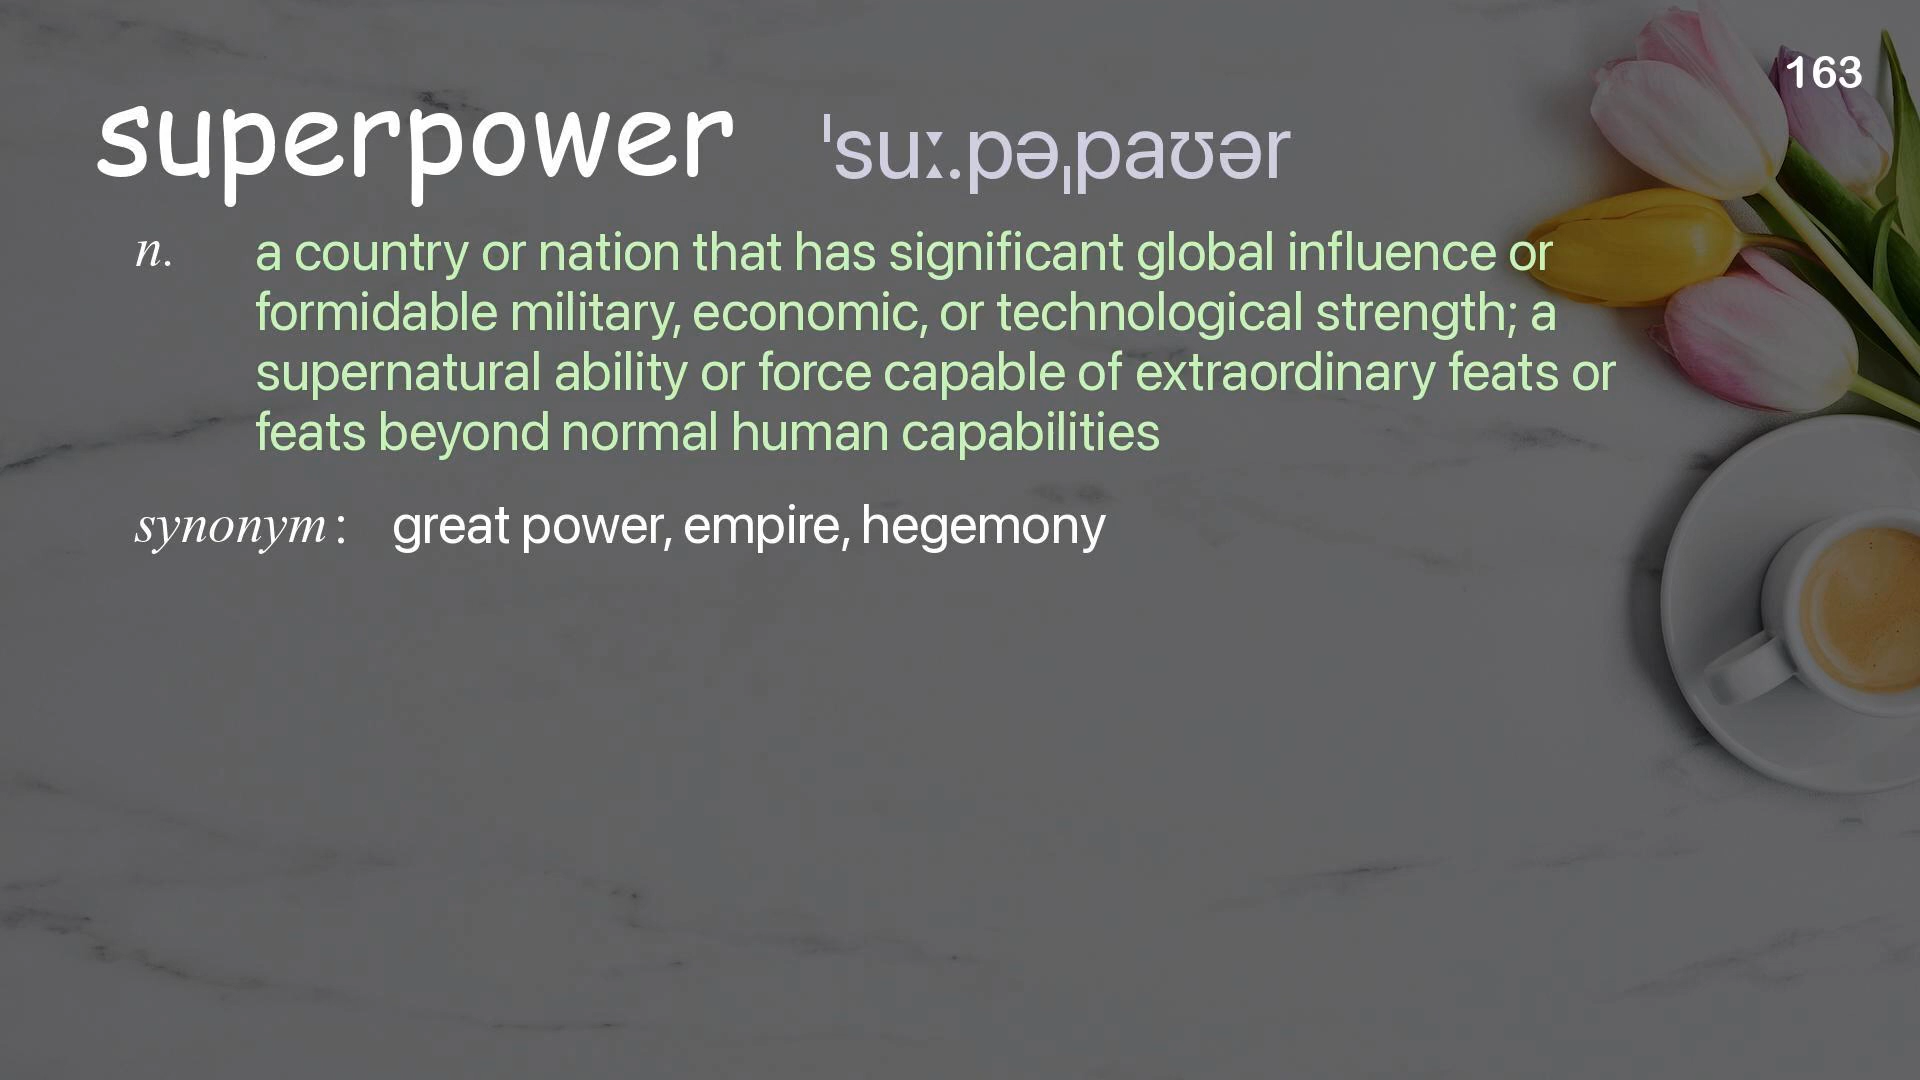 163
superpower ˈsuː.pəˌpaʊər
n. a country or nation that has significant global influence or
formidable military, economic, or technological strength; a
supernatural ability or force capable of extraordinary feats or
feats beyond normal human capabilities
synonym: great power, empire, hegemony